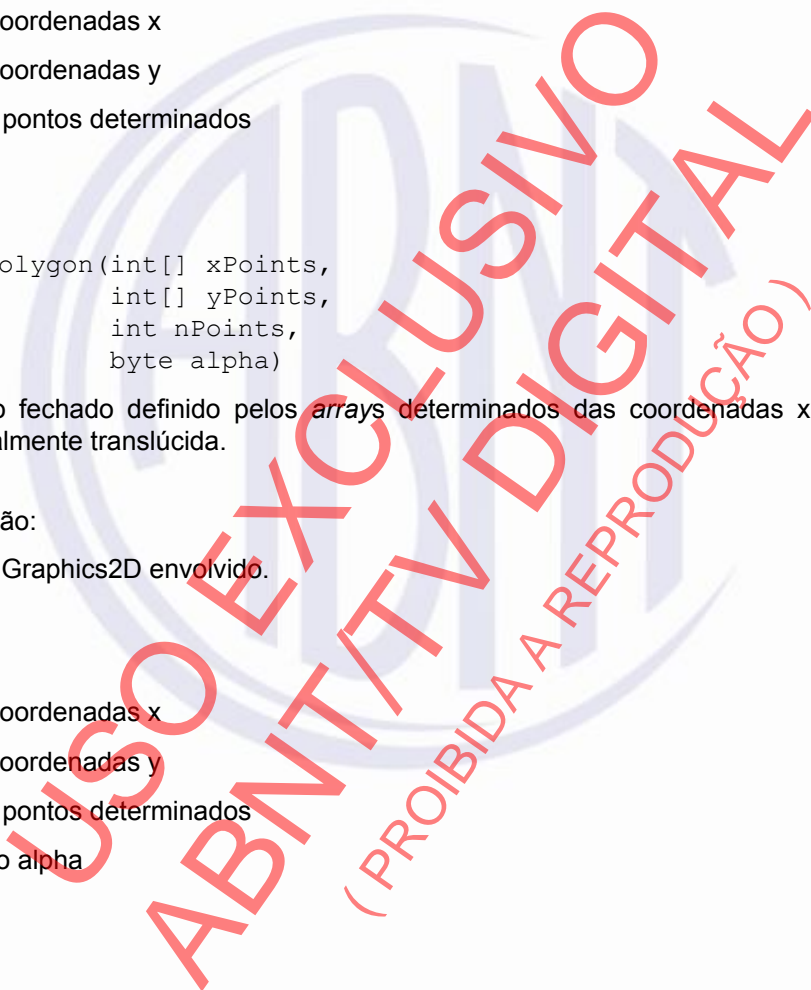 oordenadas x
oordenadas y
pontos determinados
olygon(int[] xPoints,
int[] yPoints,
int nPoints,
byte alpha)
o fechado definido pelos arrays determinados das coordenadas x
almente translúcida.
ão:
Graphics2D envolvido.
oordenadas x
oordenadas y
pontos determinados
o alpha
ABNT
USO EXCLUSIVO
ABNT/TV DIGITAL
( PROIBIDA A REPRODUÇÃO )